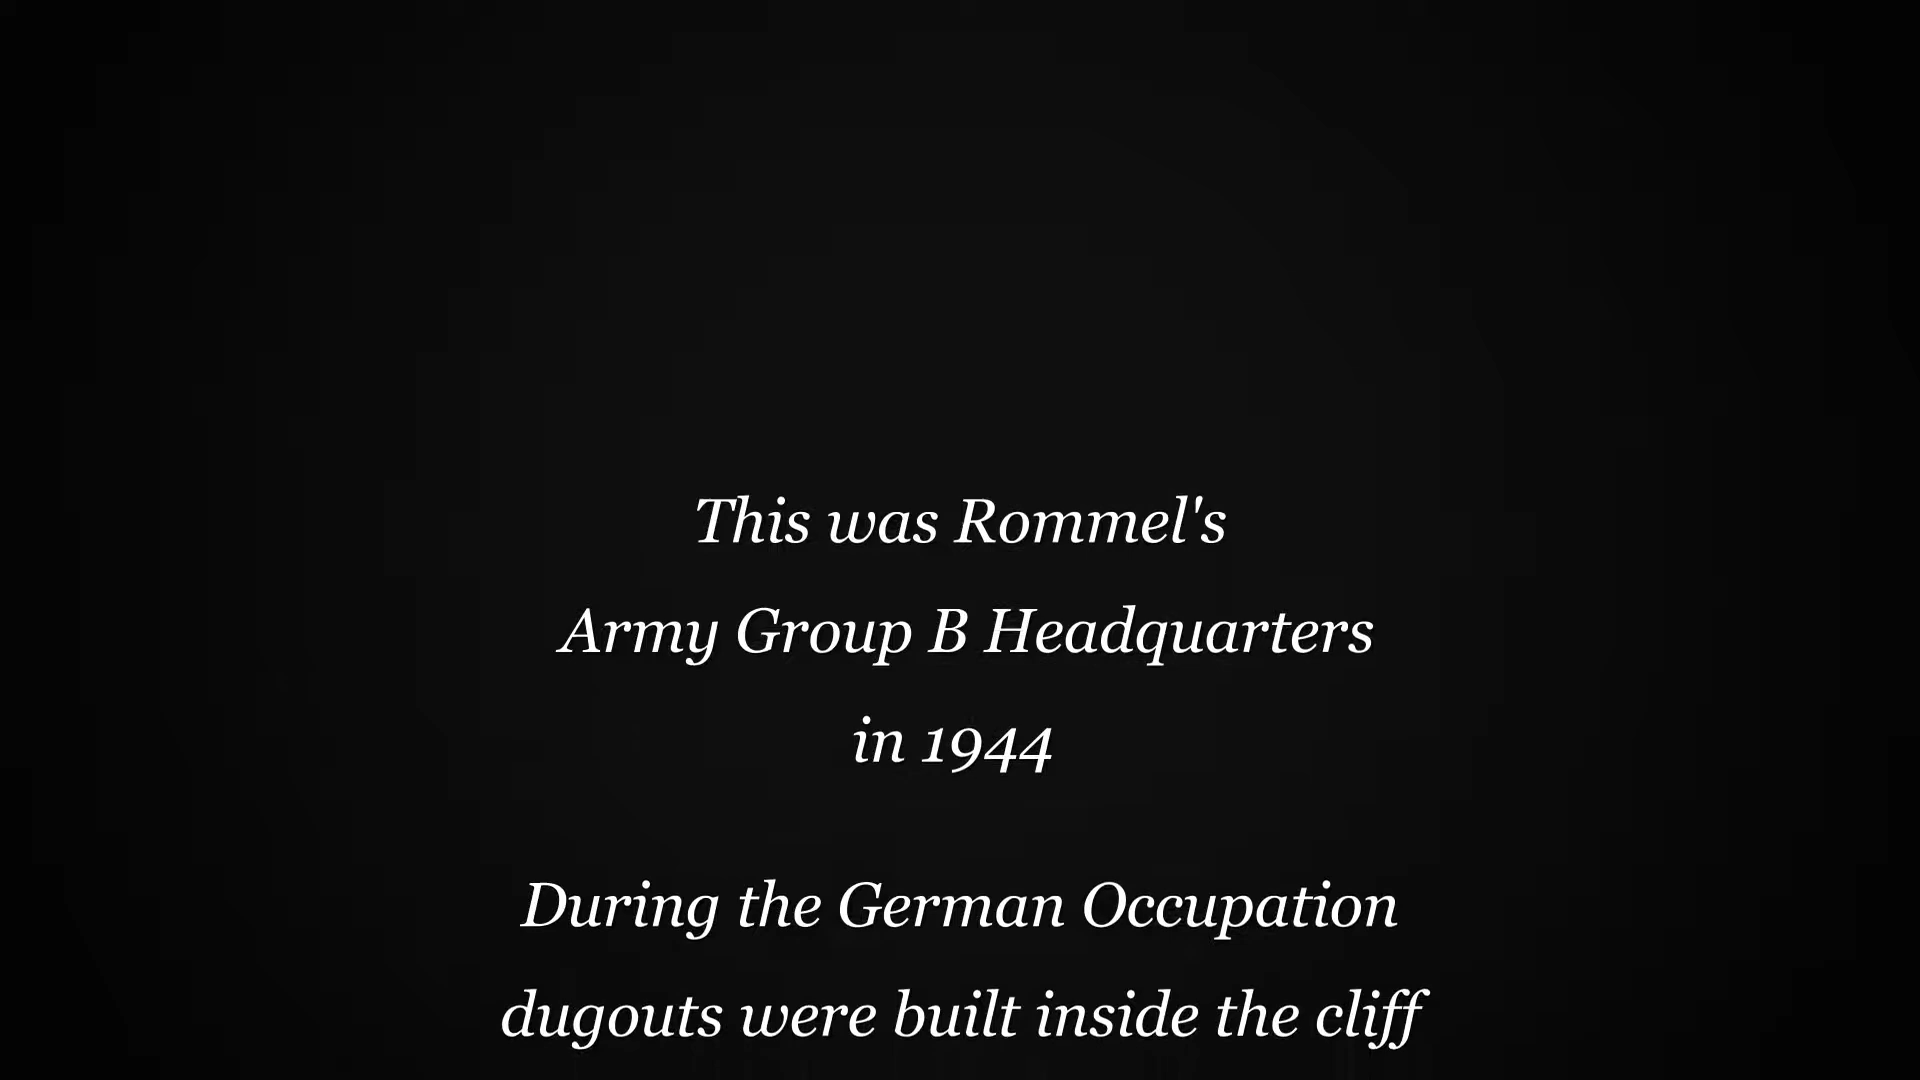 This was Rommel's
Army Group B Headquarters
in 1944
During the German Occupation
dugouts were built inside the cliff